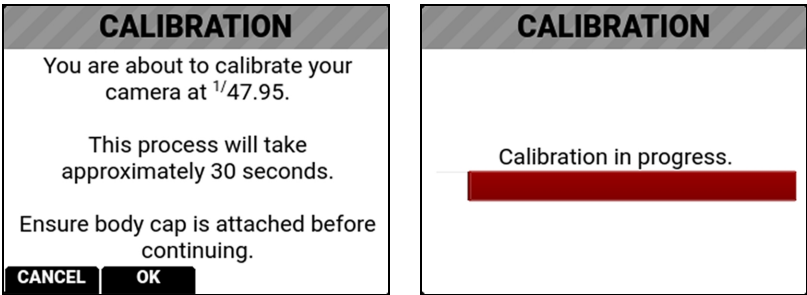 CALIBRATION
You are about to calibrate your
camera at 1/47.95.
This process will take
approximately 30 seconds.
Ensure body cap is attached before
continuing.
CANCEL OK
CALIBRATION
Calibration in progress.